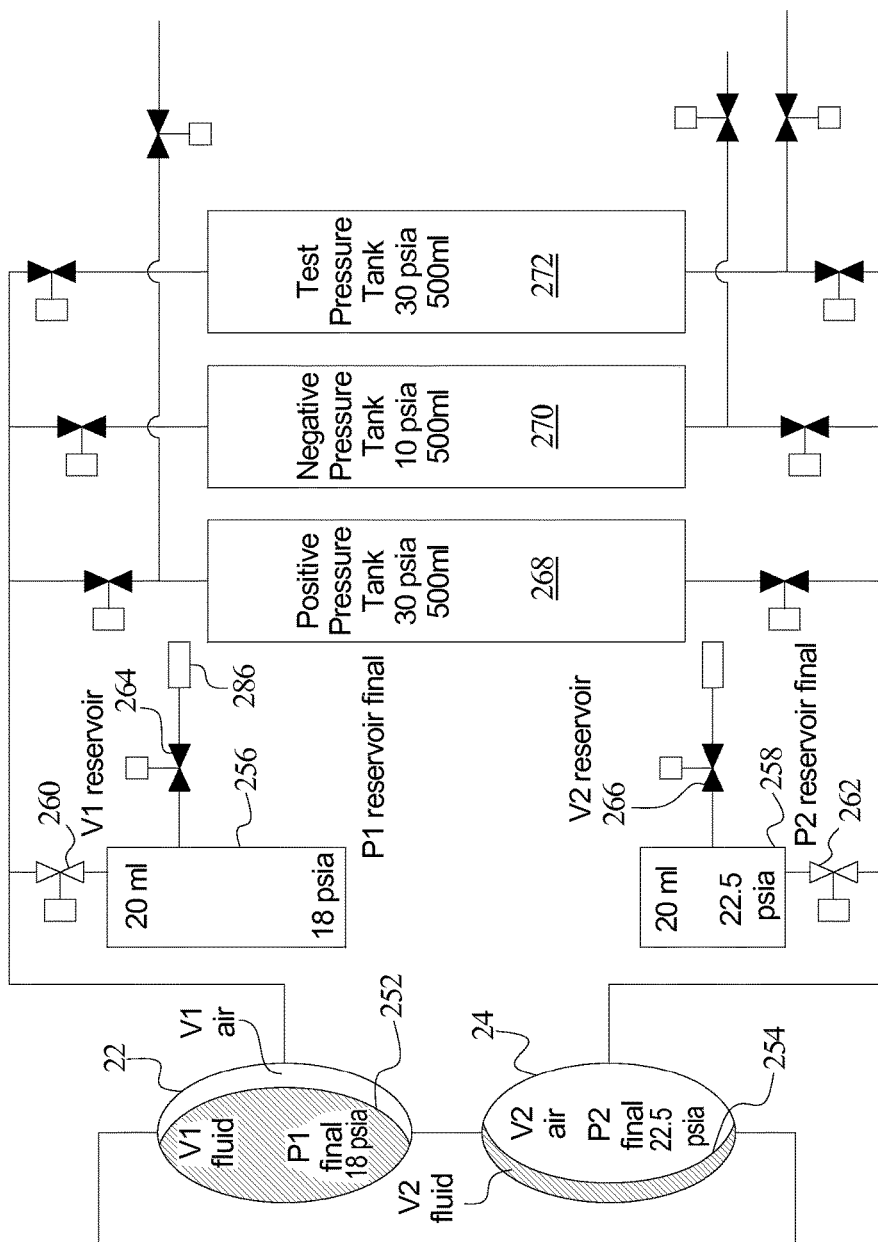 Test
Pressure
Tank
30 psia
500ml
272
Negative
Pressure
Tank
10 psia
500ml
270
Positive
Pressure
Tank
30 psia
500ml
268
260
V1 reservoir
264
286
20 ml
18 psia
256
P1 reservoir final
V2 reservoir
266
20 ml
22.5
psia
258
P2 reservoir final
262
22
V1
air
V1
fluid
P1
final
18 psia
252
24
V2
air
P2
final
22.5
psia
V2
fluid
254